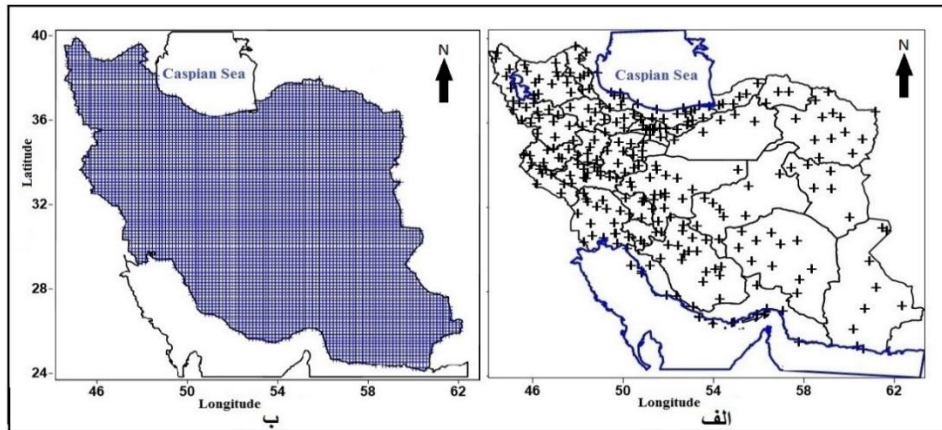 40
36
32
28
24
Latitude
Caspian Sea
N
46
50
54
58
62
Longitude
ب
Caspian Sea
N
46
50
54
58
62
Longitude
الف